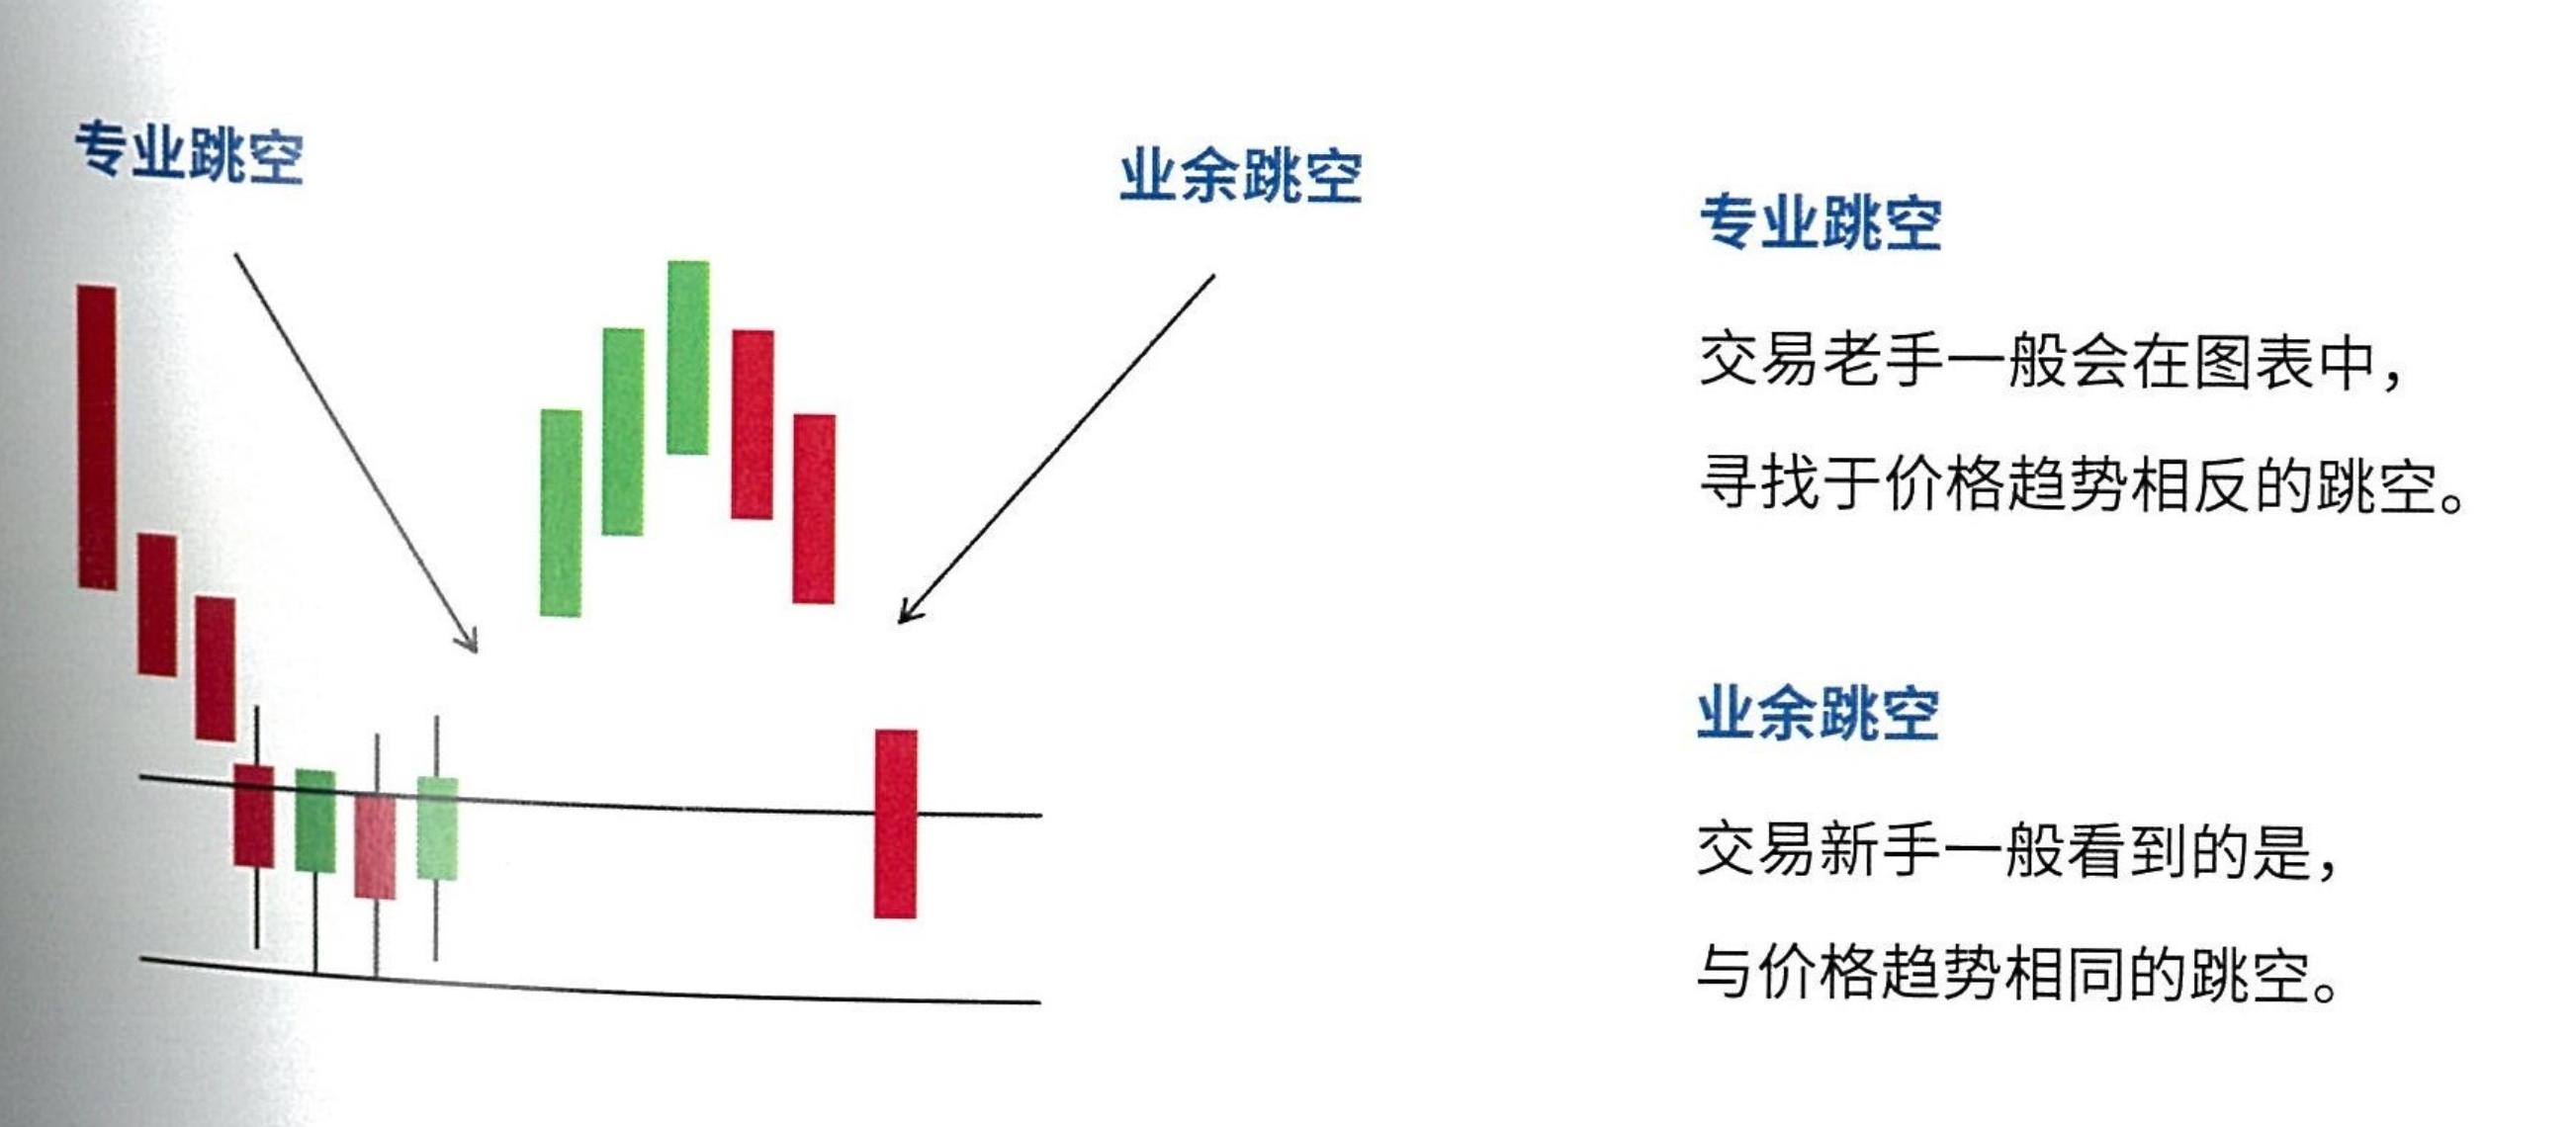 专业跳空
业余跳空
专业跳空
交易老手一般会在图表中，
寻找于价格趋势相反的跳空。
业余跳空
交易新手一般看到的是，
与价格趋势相同的跳空。